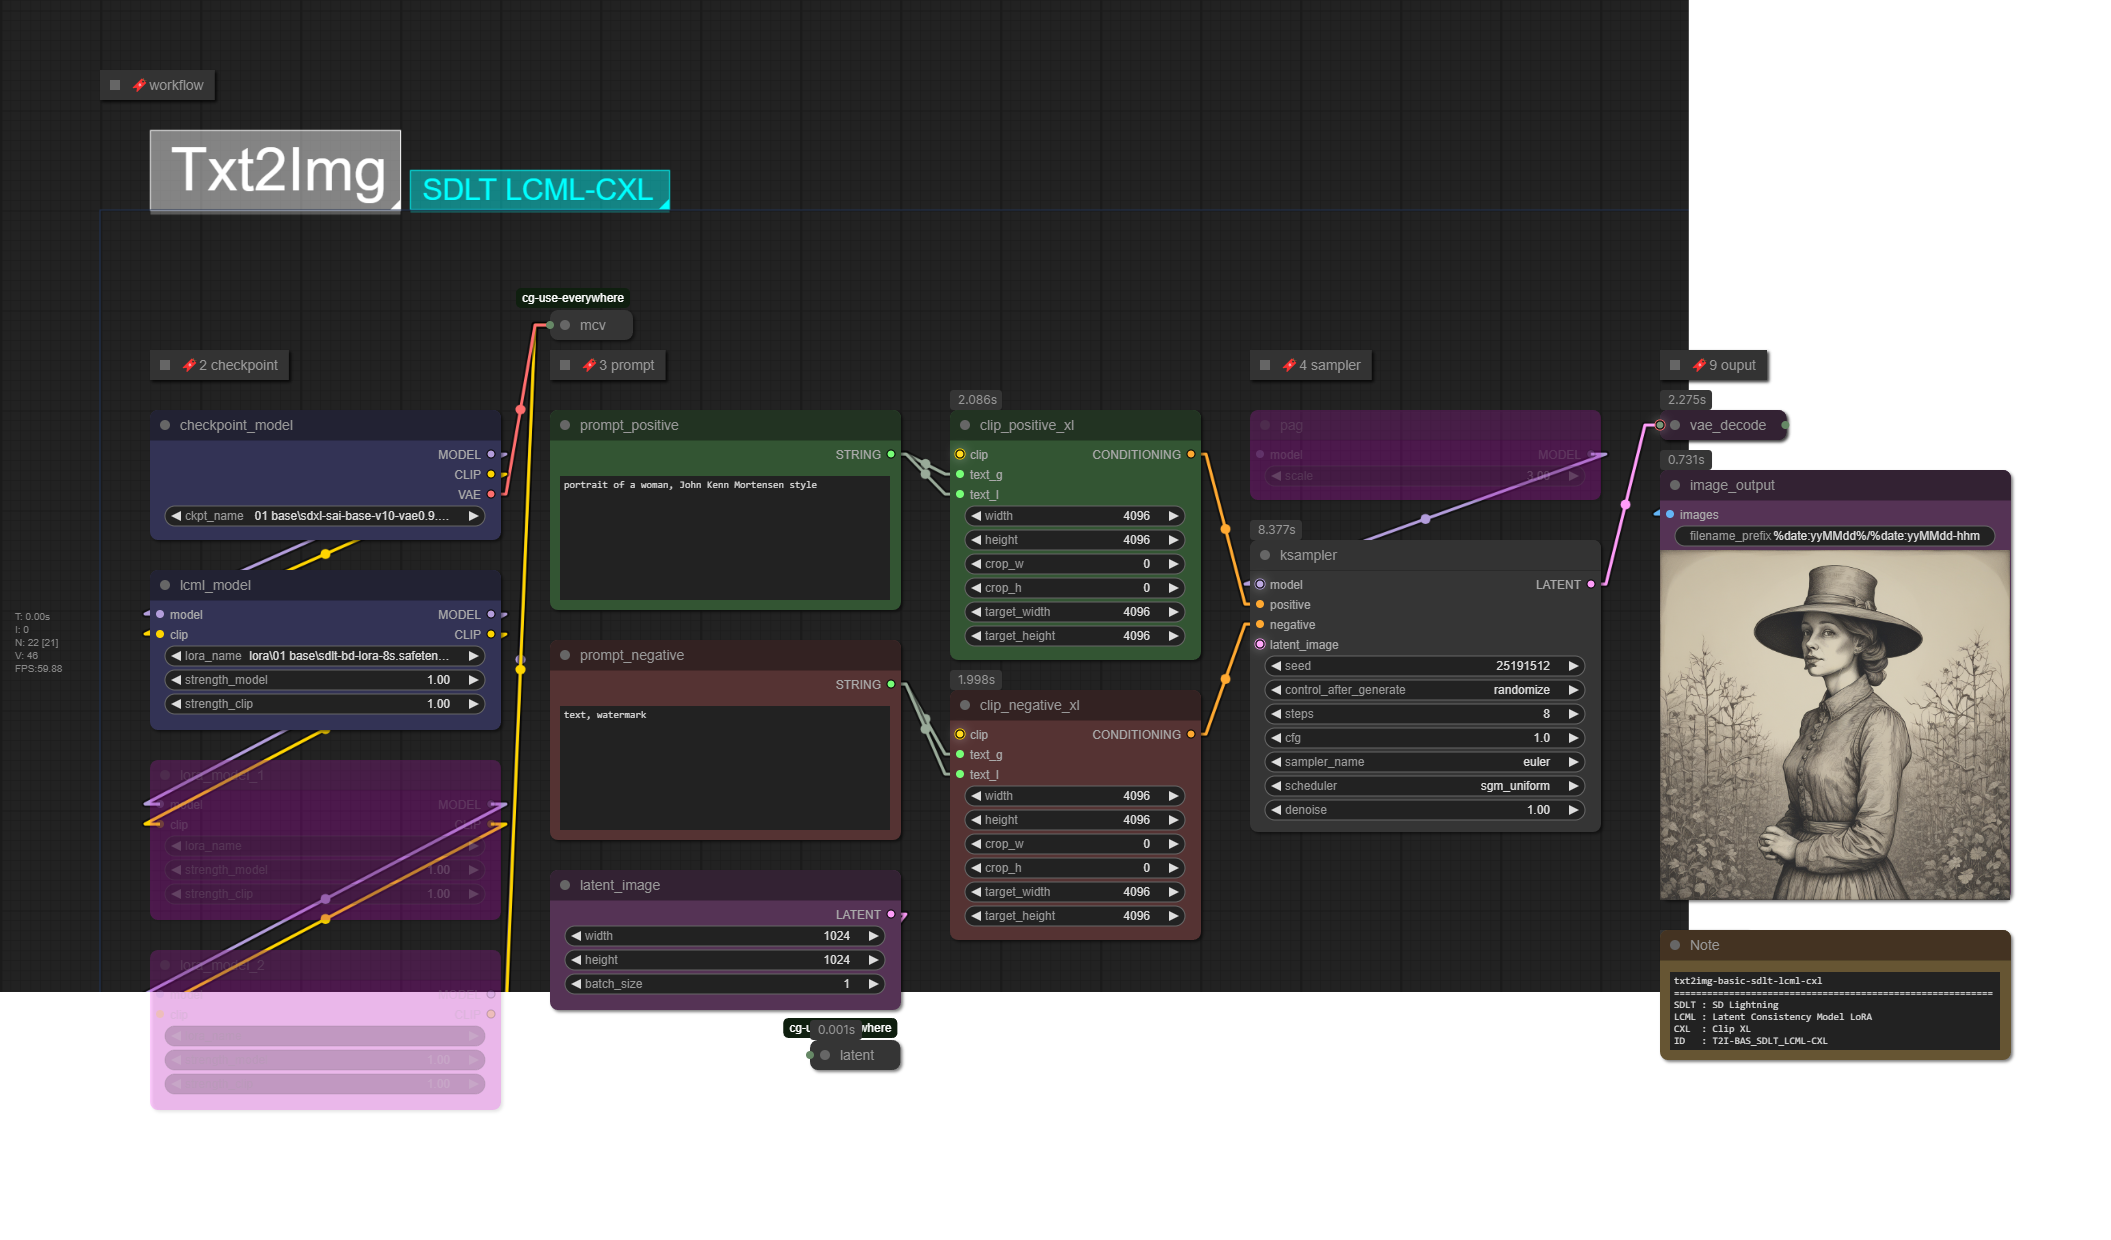 workflow
Txt2Img
SDLT LCML-CXL
cg-use-everywhere
mcv
2 checkpoint
3 prompt
4 sampler
9 ouput
checkpoint_model
MODEL
CLIP
VAE
ckpt_name 01 base\sdxl-sai-base-v10-vae0.9....
lcml_model
model MODEL
clip CLIP
lora_name lora\01 base\sdlt-bd-lora-8s.safeten...
strength_model 1.00
strength_clip 1.00
T: 0.00s
I: 0
N: 22 [21]
V: 46
FPS:59.88
lora_model_1
model MODEL
clip CLIP
lora_name
strength_model 1.00
strength_clip 1.00
lora_model_2
MODEL
clip CLIP
1.00
1.00
prompt_positive
STRING
portrait of a woman, John Kenn Mortensen style
prompt_negative
STRING
text, watermark
latent_image
LATENT
width 1024
height 1024
batch_size 1
0.001s
latent
2.086s
clip_positive_xl
clip CONDITIONING
text_g
text_l
width 4096
height 4096
crop_w 0
crop_h 0
target_width 4096
target_height 4096
1.998s
clip_negative_xl
clip CONDITIONING
text_g
text_l
width 4096
height 4096
crop_w 0
crop_h 0
target_width 4096
target_height 4096
pag
model MODEL
scale 3.00
8.377s
ksampler
model LATENT
positive
negative
latent_image
seed 25191512
control_after_generate randomize
steps 8
cfg 1.0
sampler_name euler
scheduler sgm_uniform
denoise 1.00
2.275s
vae_decode
0.731s
image_output
images
filename_prefix %date:yyMMdd%/%date:yyMMdd-hhm
Note
txt2img-basic-sdlt-lcml-cxl
==========================================================
SDLT : SD Lightning
LCML : Latent Consistency Model LoRA
CXL : Clip XL
ID : T2I-BAS_SDLT_LCML-CXL